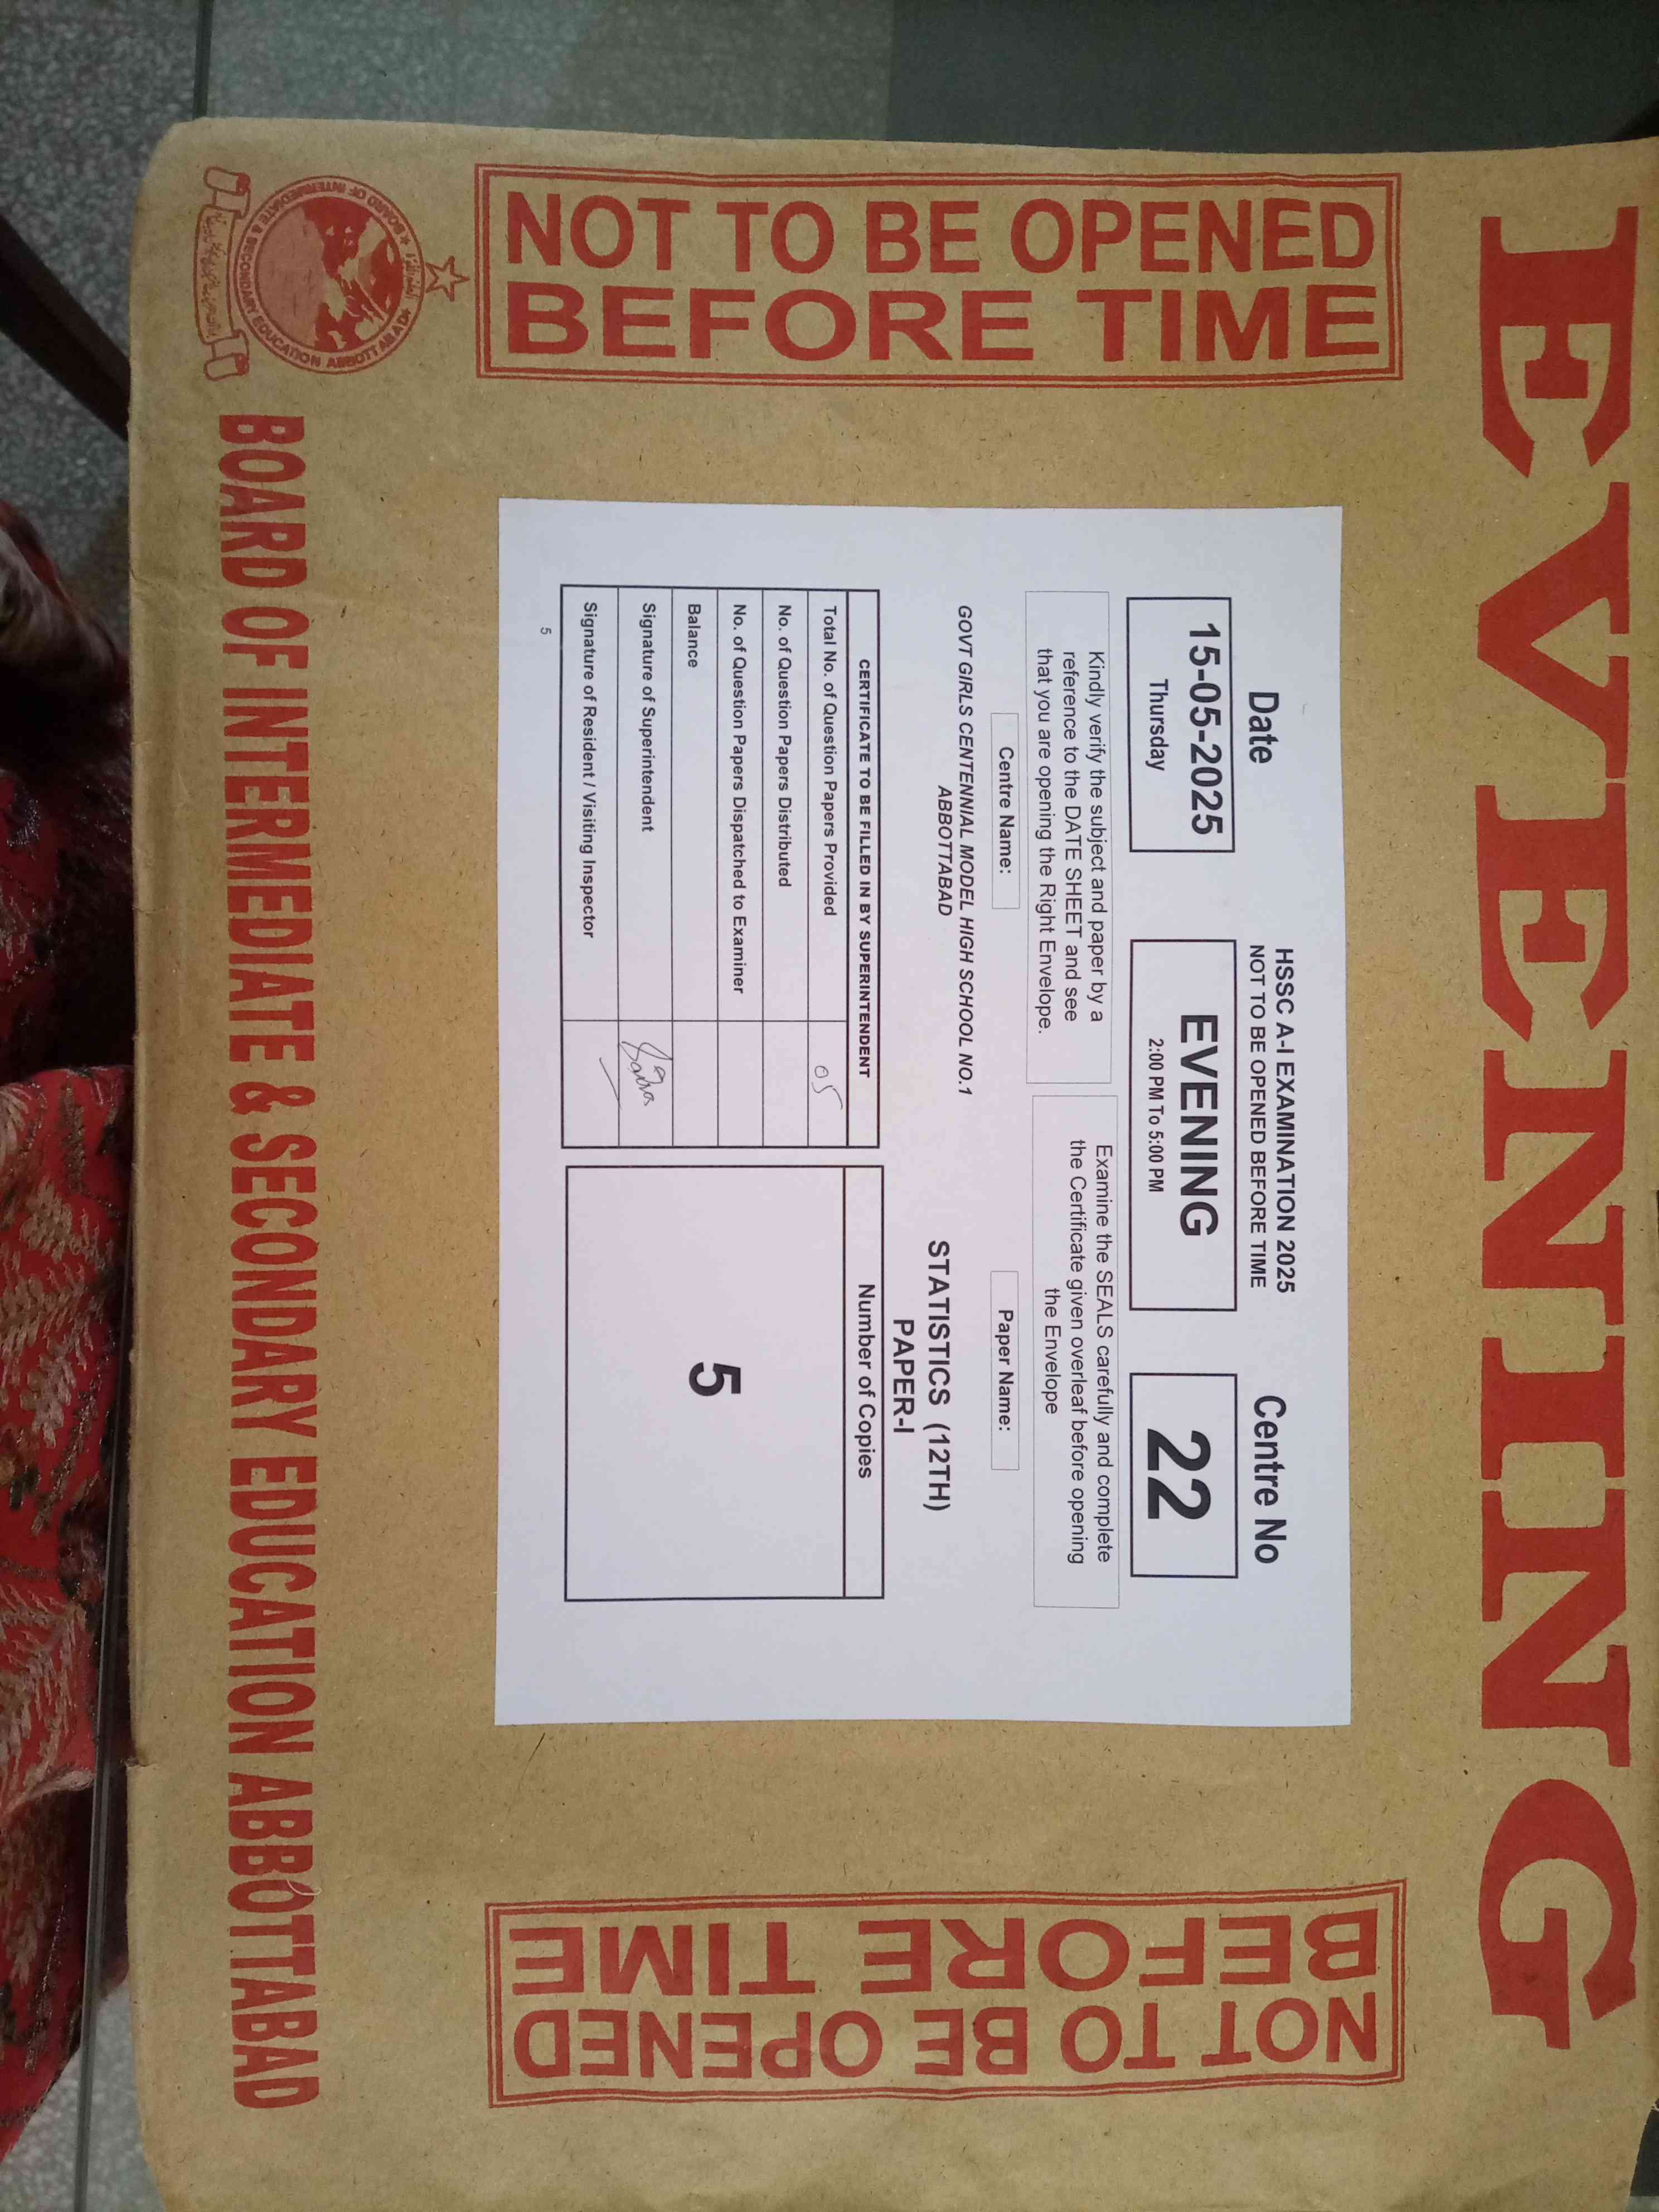 EVENING
NOT TO BE OPENED
BEFORE TIME
Date
HSSC A-I EXAMINATION 2025
NOT TO BE OPENED BEFORE TIME
Centre No
15-05-2025
Thursday
EVENING
2:00 PM To 5:00 PM
22
Kindly verify the subject and paper by a
reference to the DATE SHEET and see
that you are opening the Right Envelope.
Examine the SEALS carefully and complete
the Certificate given overleaf before opening
the Envelope
Centre Name:
Paper Name:
GOVT GIRLS CENTENNIAL MODEL HIGH SCHOOL NO.1
ABBOTTABAD
STATISTICS (12TH)
PAPER-I
CERTIFICATE TO BE FILLED IN BY SUPERINTENDENT
Total No. of Question Papers Provided 05
No. of Question Papers Distributed
No. of Question Papers Dispatched to Examiner
Balance
Signature of Superintendent
Signature of Resident / Visiting Inspector
Number of Copies
5
5
NOT TO BE OPENED
BEFORE TIME
BOARD OF INTERMEDIATE & SECONDARY EDUCATION ABBOTTABAD
BOARD OF INTERMEDIATE & SECONDARY EDUCATION ABBOTTABAD